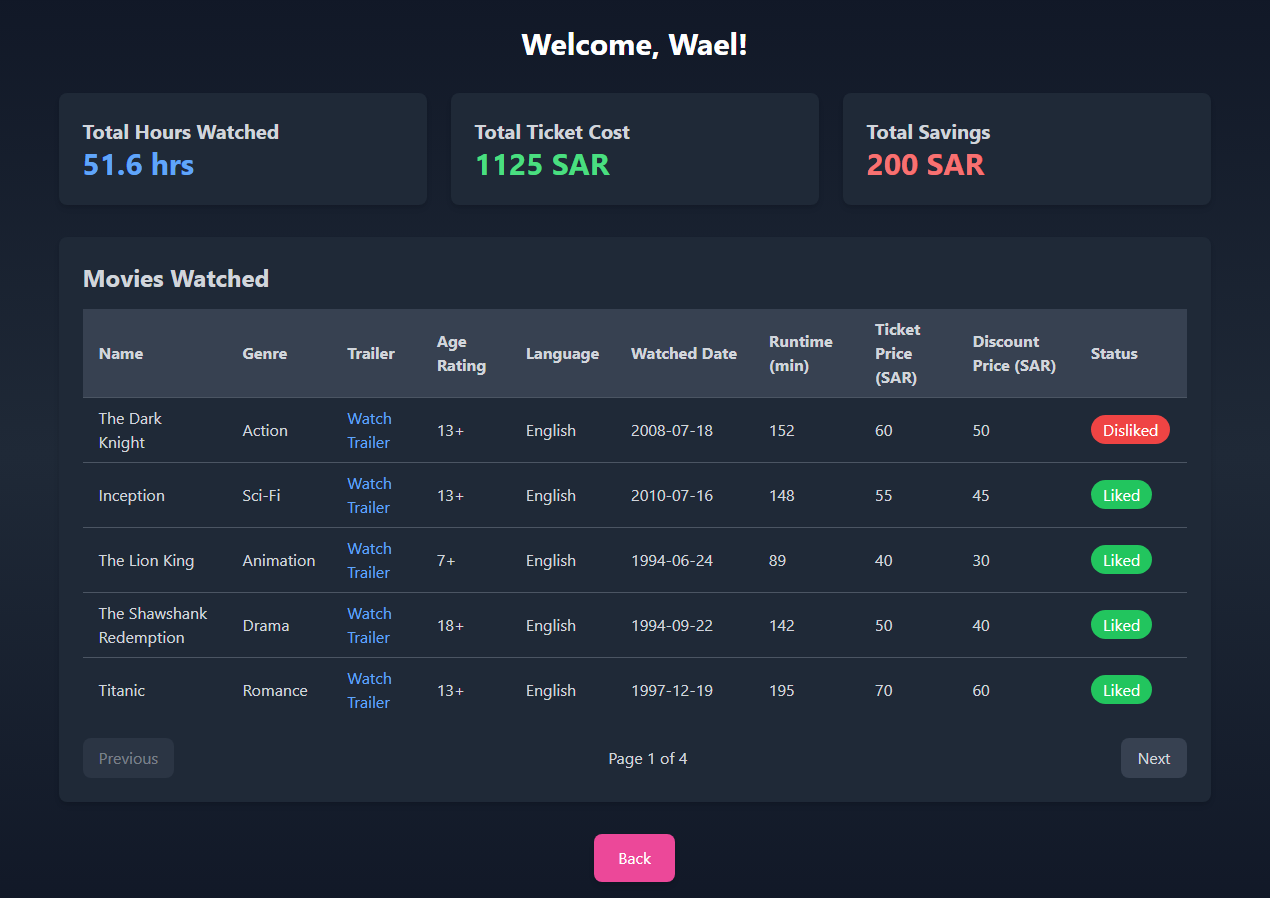 Welcome, Wael!
Total Hours Watched
51.6 hrs
Total Ticket Cost
1125 SAR
Total Savings
200 SAR
Movies Watched
Name Genre Trailer Age Rating Language Watched Date Runtime (min) Ticket Price (SAR) Discount Price (SAR) Status
The Dark Knight Action Watch Trailer 13+ English 2008-07-18 152 60 50 Disliked
Inception Sci-Fi Watch Trailer 13+ English 2010-07-16 148 55 45 Liked
The Lion King Animation Watch Trailer 7+ English 1994-06-24 89 40 30 Liked
The Shawshank Redemption Drama Watch Trailer 18+ English 1994-09-22 142 50 40 Liked
Titanic Romance Watch Trailer 13+ English 1997-12-19 195 70 60 Liked
Previous Page 1 of 4 Next
Back